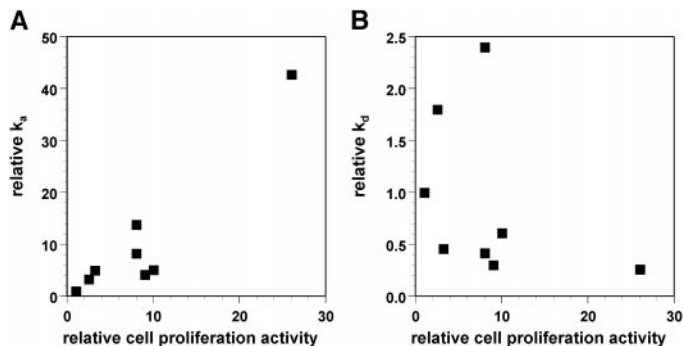 A
50
40
30
20
10
0
relative ka
0 10 20 30
relative cell proliferation activity
B
2.5
2.0
1.5
1.0
0.5
0.0
relative kd
0 10 20 30
relative cell proliferation activity